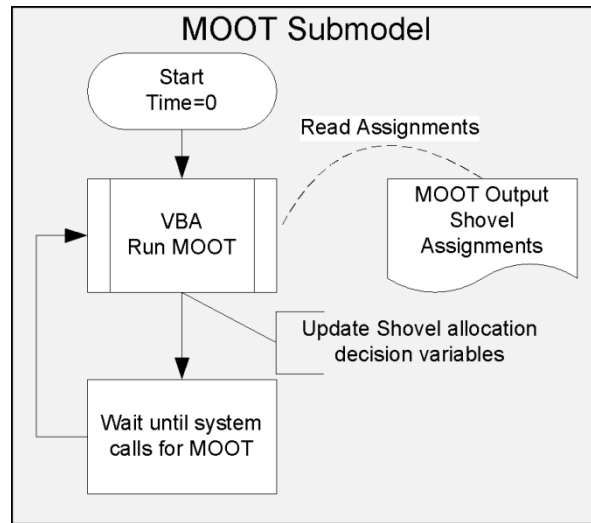 MOOT Submodel
Start
Time=0
Read Assignments
VBA
Run MOOT
MOOT Output
Shovel
Assignments
Update Shovel allocation
decision variables
Wait until system
calls for MOOT